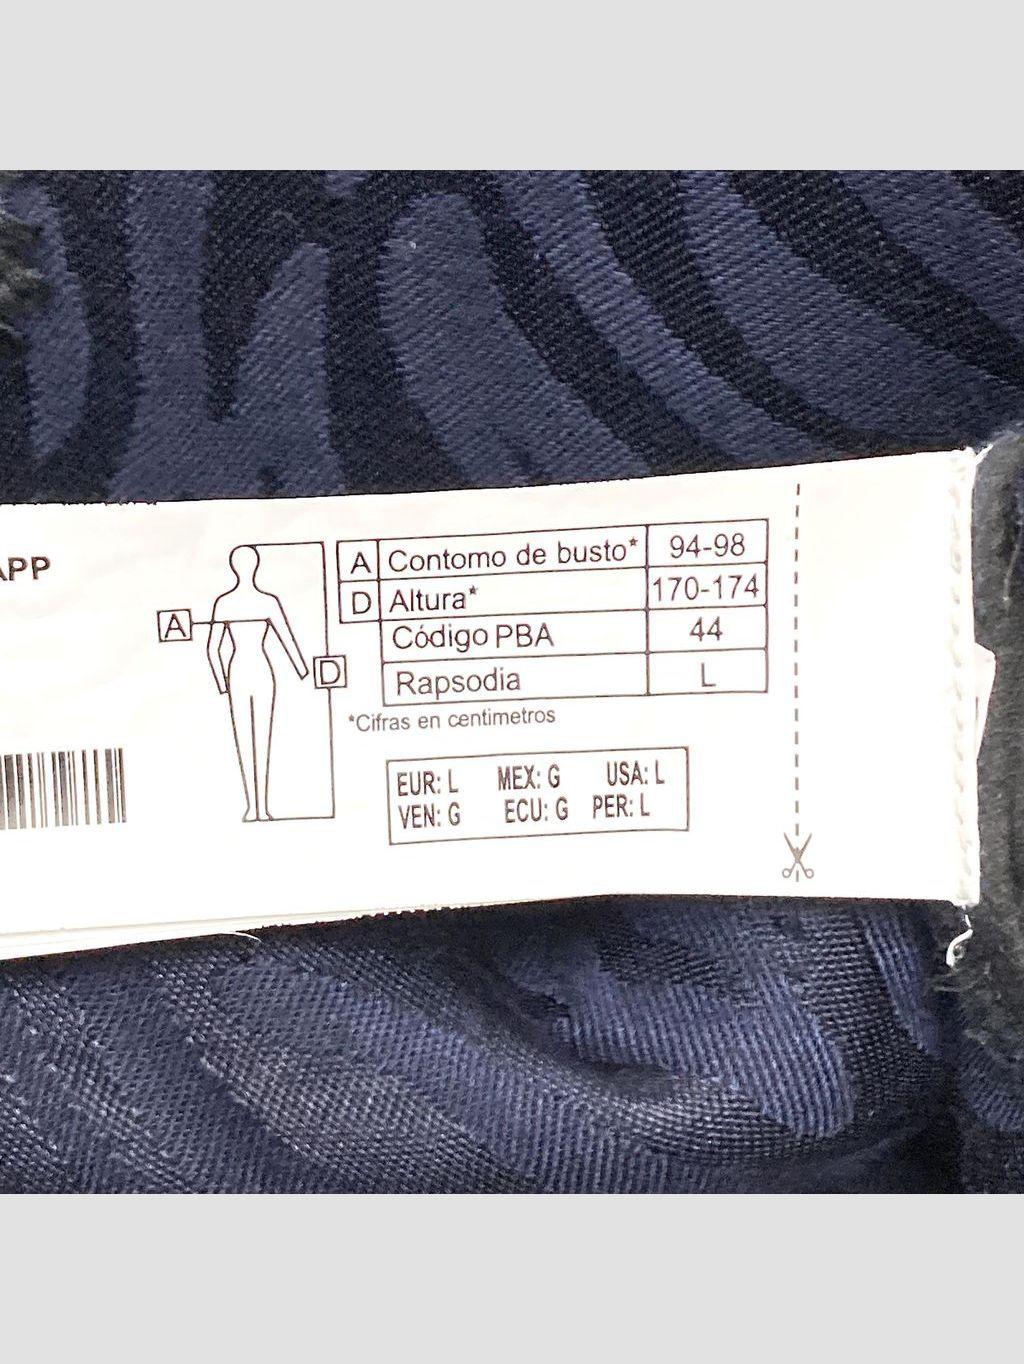 APP
A Contorno de busto* 94-98
D Altura* 170-174
Código PBA 44
Rapsodia L
A
D
*Cifras en centimetros
EUR: L MEX: G USA: L
VEN: G ECU: G PER: L